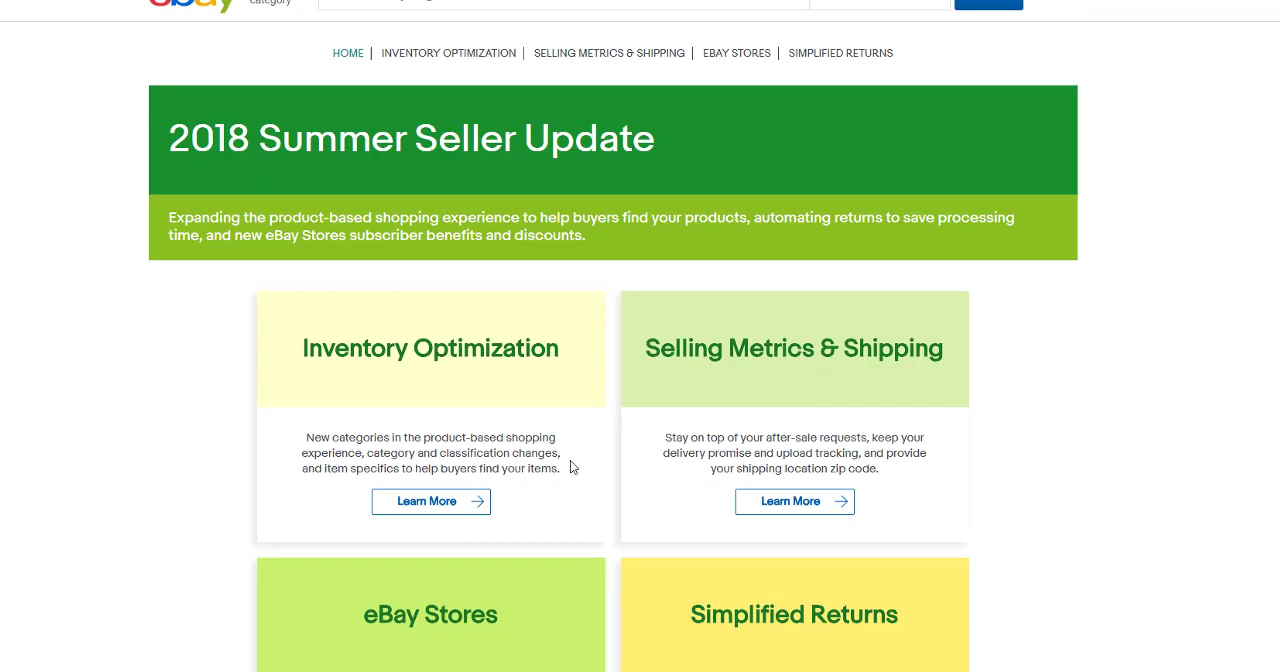 ebay
category
HOME | INVENTORY OPTIMIZATION | SELLING METRICS & SHIPPING | EBAY STORES | SIMPLIFIED RETURNS
2018 Summer Seller Update
Expanding the product-based shopping experience to help buyers find your products, automating returns to save processing
time, and new eBay Stores subscriber benefits and discounts.
Inventory Optimization
New categories in the product-based shopping
experience, category and classification changes,
and item specifics to help buyers find your items.
Learn More
Selling Metrics & Shipping
Stay on top of your after-sale requests, keep your
delivery promise and upload tracking, and provide
your shipping location zip code.
Learn More
eBay Stores
Simplified Returns